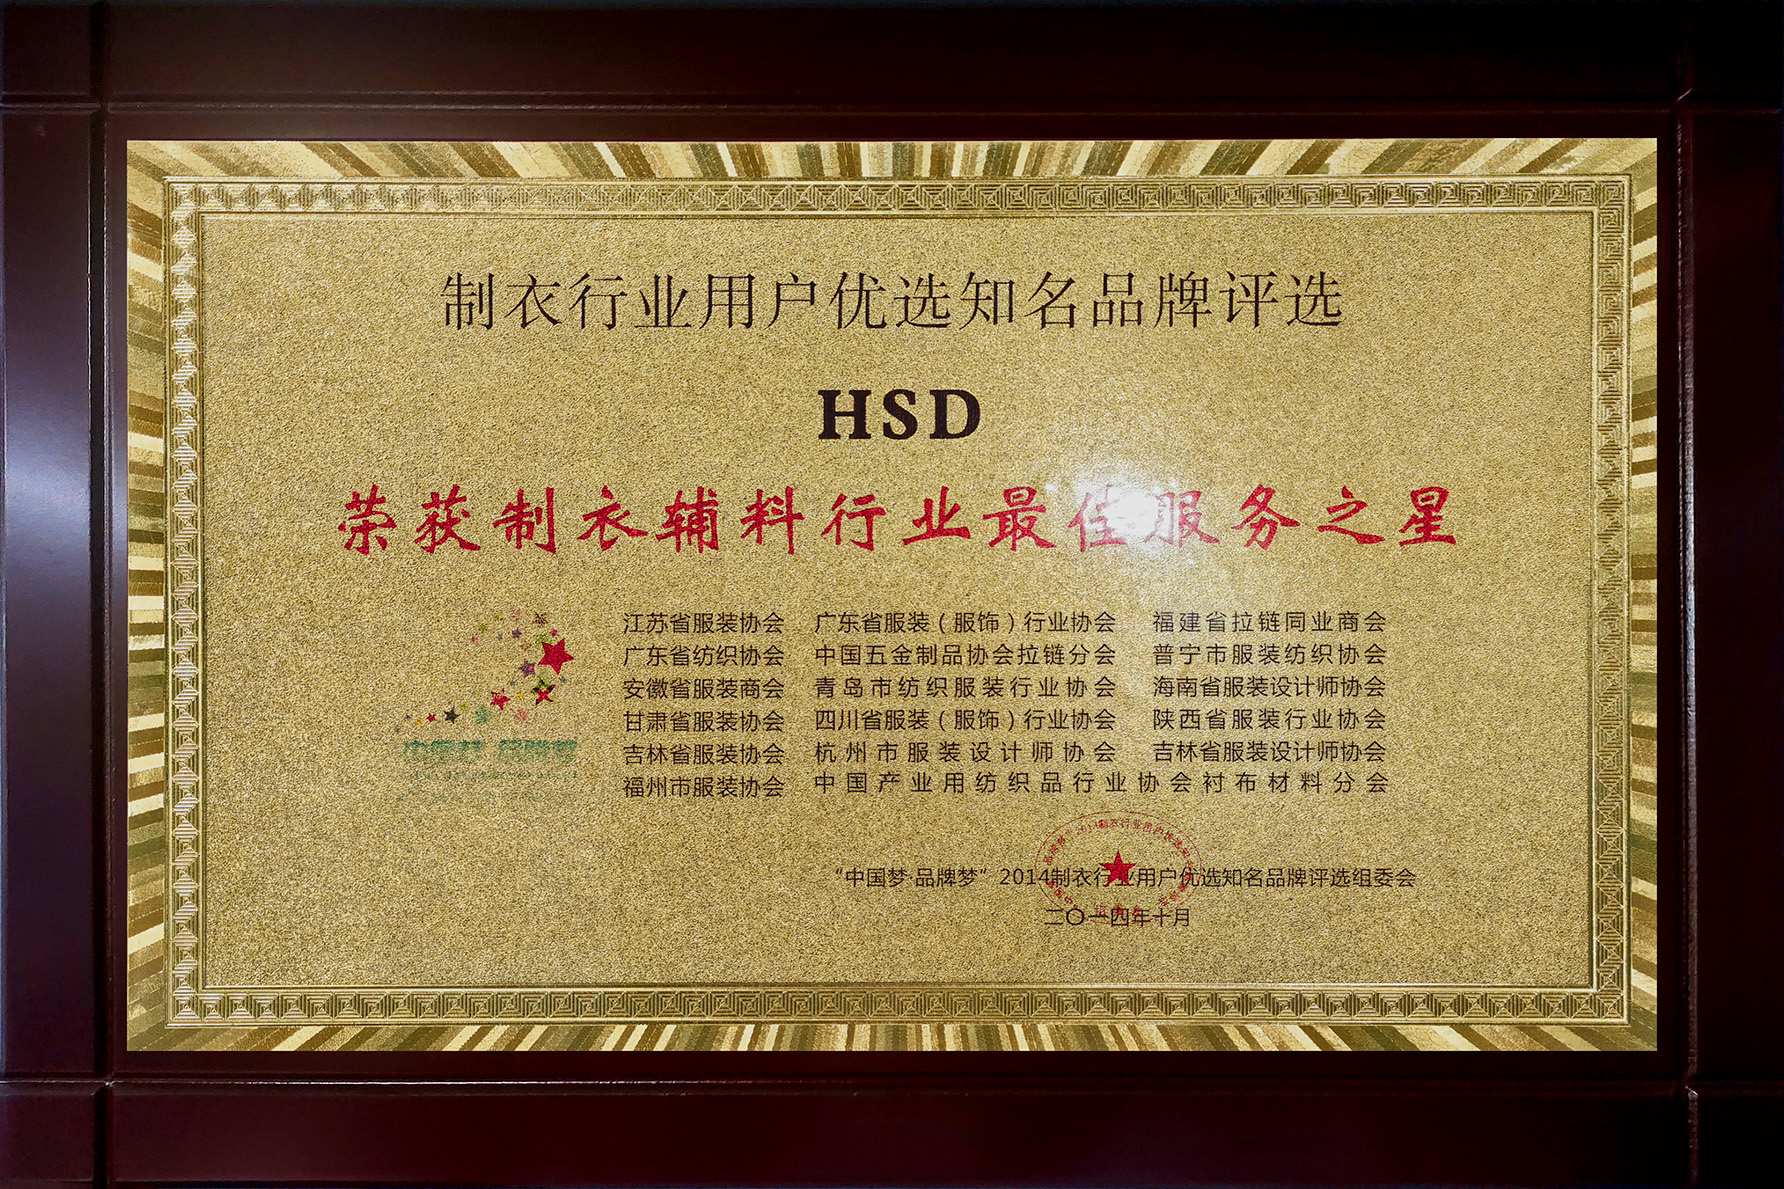 制衣行业用户优选知名品牌评选
HSD
荣获制衣辅料行业最佳服务之星
江苏省服装协会 广东省服装（服饰）行业协会 福建省拉链同业商会
广东省纺织协会 中国五金制品协会拉链分会 普宁市服装纺织协会
安徽省服装商会 青岛市纺织服装行业协会 海南省服装设计师协会
甘肃省服装协会 四川省服装（服饰）行业协会 陕西省服装行业协会
吉林省服装协会 杭州市服装设计师协会 吉林省服装设计师协会
福州市服装协会 中国产业用纺织品行业协会衬布材料分会
中国梦 品牌梦
“中国梦·品牌梦”2014制衣行业用户优选知名品牌评选组委会
二〇一四年十月